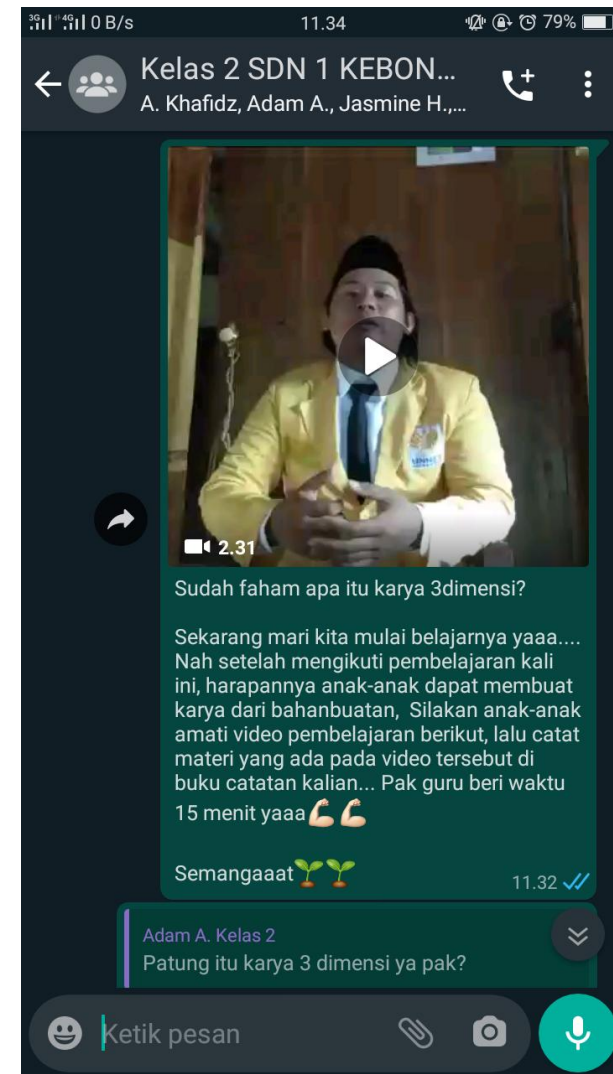 3G 4G 0 B/s 11.34 79%
Kelas 2 SDN 1 KEBON...
A. Khafidz, Adam A., Jasmine H.,...
2.31
Sudah faham apa itu karya 3dimensi?
Sekarang mari kita mulai belajarnya yaaa....
Nah setelah mengikuti pembelajaran kali
ini, harapannya anak-anak dapat membuat
karya dari bahanbuatan, Silakan anak-anak
amati video pembelajaran berikut, lalu catat
materi yang ada pada video tersebut di
buku catatan kalian... Pak guru beri waktu
15 menit yaaa💪🏻💪🏻
Semangaaat🌱🌱
11.32
Adam A. Kelas 2
Patung itu karya 3 dimensi ya pak?
Ketik pesan